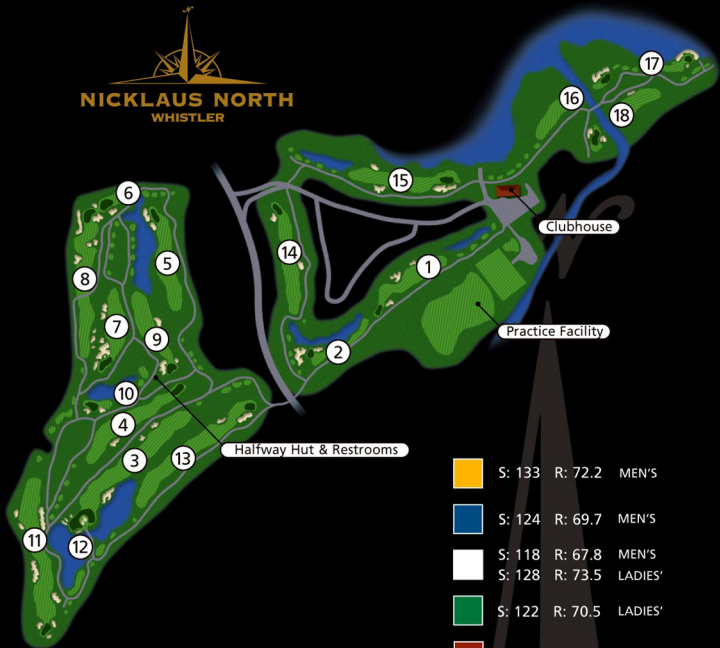 N
NICKLAUS NORTH
WHISTLER
17
16
18
15
6
Clubhouse
14
5
1
8
7
9
Practice Facility
2
10
4
Halfway Hut & Restrooms
3
13
11
12
S: 133 R: 72.2 MEN'S
S: 124 R: 69.7 MEN'S
S: 118 R: 67.8 MEN'S
S: 128 R: 73.5 LADIES'
S: 122 R: 70.5 LADIES'
N